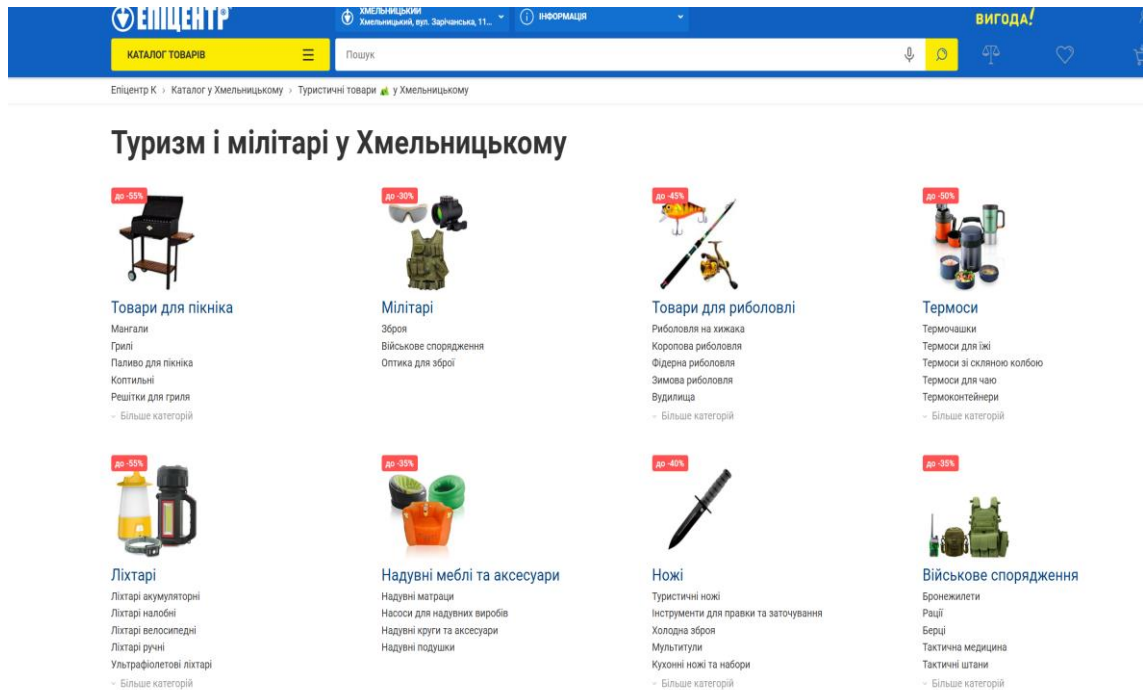 ЕПІЦЕНТР®
ХМЕЛЬНИЦЬКИЙ
Хмельницький, вул. Зарічанська, 11...
ІНФОРМАЦІЯ
ВИГОДА!
КАТАЛОГ ТОВАРІВ
Пошук
Епіцентр К › Каталог у Хмельницькому › Туристичні товари у Хмельницькому
Туризм і мілітарі у Хмельницькому
до -55%
до -30%
до -45%
до -50%
Товари для пікніка
Мангали
Грилі
Паливо для пікніка
Коптильні
Решітки для гриля
Більше категорій
Мілітарі
Зброя
Військове спорядження
Оптика для зброї
Товари для риболовлі
Риболовля на хижака
Коропова риболовля
Фідерна риболовля
Зимова риболовля
Вудилища
Більше категорій
Термоси
Термочашки
Термоси для їжі
Термоси зі скляною колбою
Термоси для чаю
Термоконтейнери
Більше категорій
до -55%
до -35%
до -40%
до -35%
Ліхтарі
Ліхтарі акумуляторні
Ліхтарі налобні
Ліхтарі велосипедні
Ліхтарі ручні
Ультрафіолетові ліхтарі
Більше категорій
Надувні меблі та аксесуари
Надувні матраци
Насоси для надувних виробів
Надувні круги та аксесуари
Надувні подушки
Ножі
Туристичні ножі
Інструменти для правки та заточування
Холодна зброя
Мультитули
Кухонні ножі та набори
Більше категорій
Військове спорядження
Бронежилети
Рації
Берці
Тактична медицина
Тактичні штани
Більше категорій